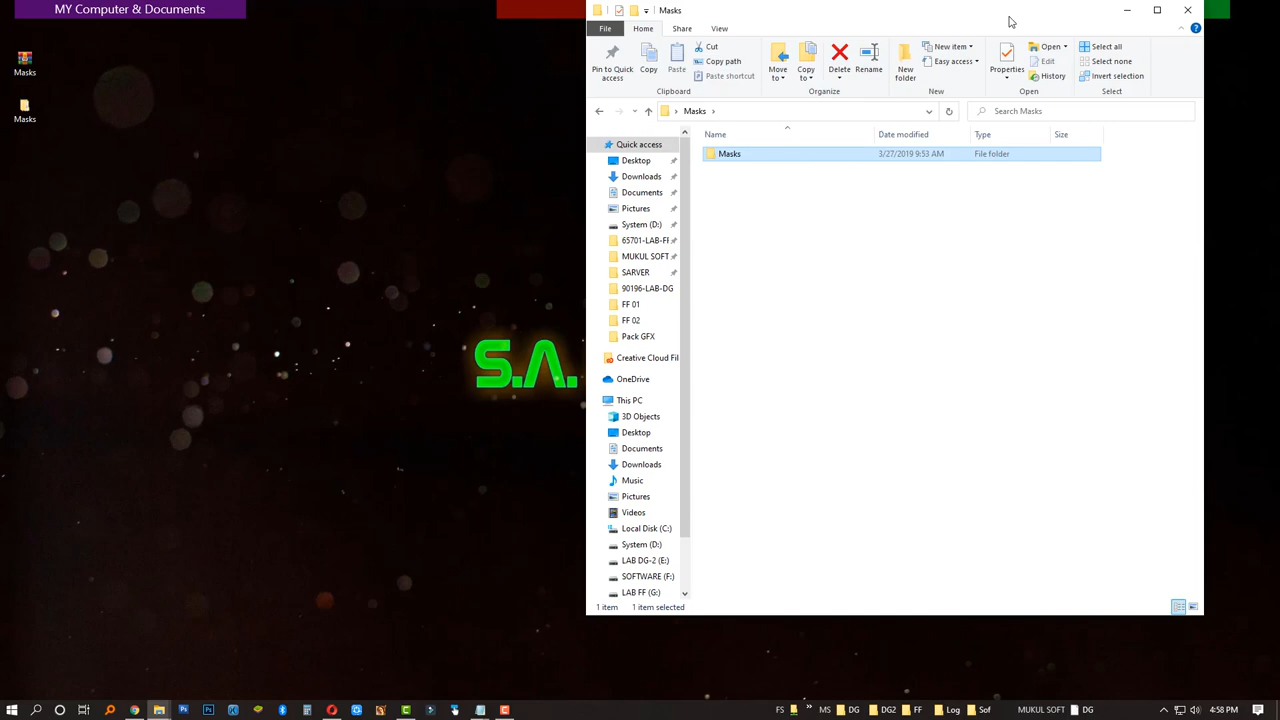 MY Computer & Documents
Masks
Masks
S.A.
Masks
File
Home
Share
View
Pin to Quick
access
Copy
Paste
Cut
Copy path
Paste shortcut
Clipboard
Move
to
Copy
to
Delete
Rename
Organize
New
folder
New item
Easy access
New
Properties
Open
Edit
History
Open
Select all
Select none
Invert selection
Select
Masks
Search Masks
Name
Date modified
Type
Size
Masks
3/27/2019 9:53 AM
File folder
Quick access
Desktop
Downloads
Documents
Pictures
System (D:)
65701-LAB-FF
MUKUL SOFT
SARVER
90196-LAB-DG
FF 01
FF 02
Pack GFX
Creative Cloud Fil
OneDrive
This PC
3D Objects
Desktop
Documents
Downloads
Music
Pictures
Videos
Local Disk (C:)
System (D:)
LAB DG-2 (E:)
SOFTWARE (F:)
LAB FF (G:)
1 item
1 item selected
FS
MS
DG
DG2
FF
Log
Sof
MUKUL SOFT
DG
4:58 PM